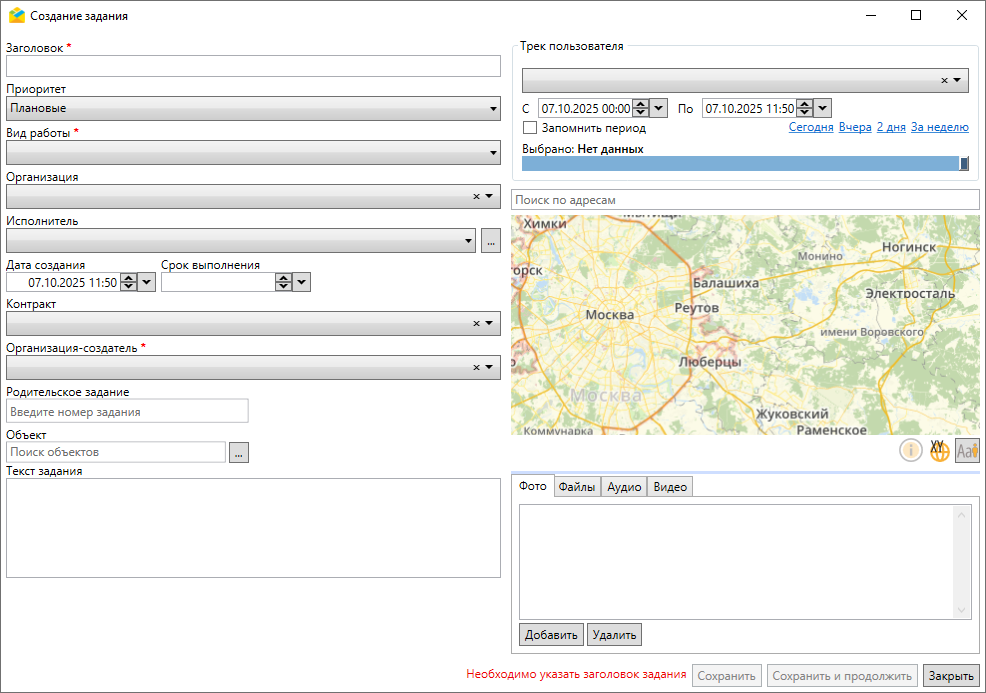 Создание задания
Заголовок *
Приоритет
Плановые
Вид работы *
Организация
Исполнитель
...
Дата создания
Срок выполнения
07.10.2025 11:50
Контракт
Организация-создатель *
Родительское задание
Введите номер задания
Объект
Поиск объектов
...
Текст задания
Трек пользователя
С 07.10.2025 00:00 По 07.10.2025 11:50
Запомнить период
Сегодня Вчера 2 дня За неделю
Выбрано: Нет данных
Поиск по адресам
Химки
Мытищи
Ногинск
Монино
орск
Балашиха
Электросталь
Москва
Реутов
имени Воровского
Люберцы
Москва
Жуковский
Коммунарка
Раменское
i
XY
Aa
Фото Файлы Аудио Видео
Добавить Удалить
Необходимо указать заголовок задания
Сохранить
Сохранить и продолжить
Закрыть